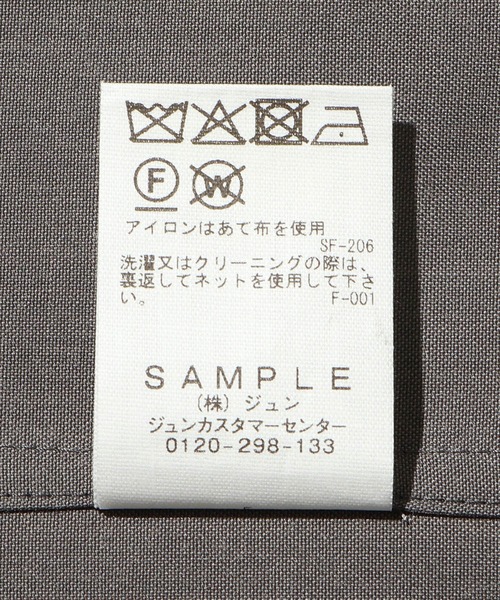 F W
アイロンはあて布を使用
SF-206
洗濯又はクリーニングの際は、
裏返してネットを使用して下さ
い。 F-001
SAMPLE
(株) ジュン
ジュンカスタマーセンター
0120-298-133